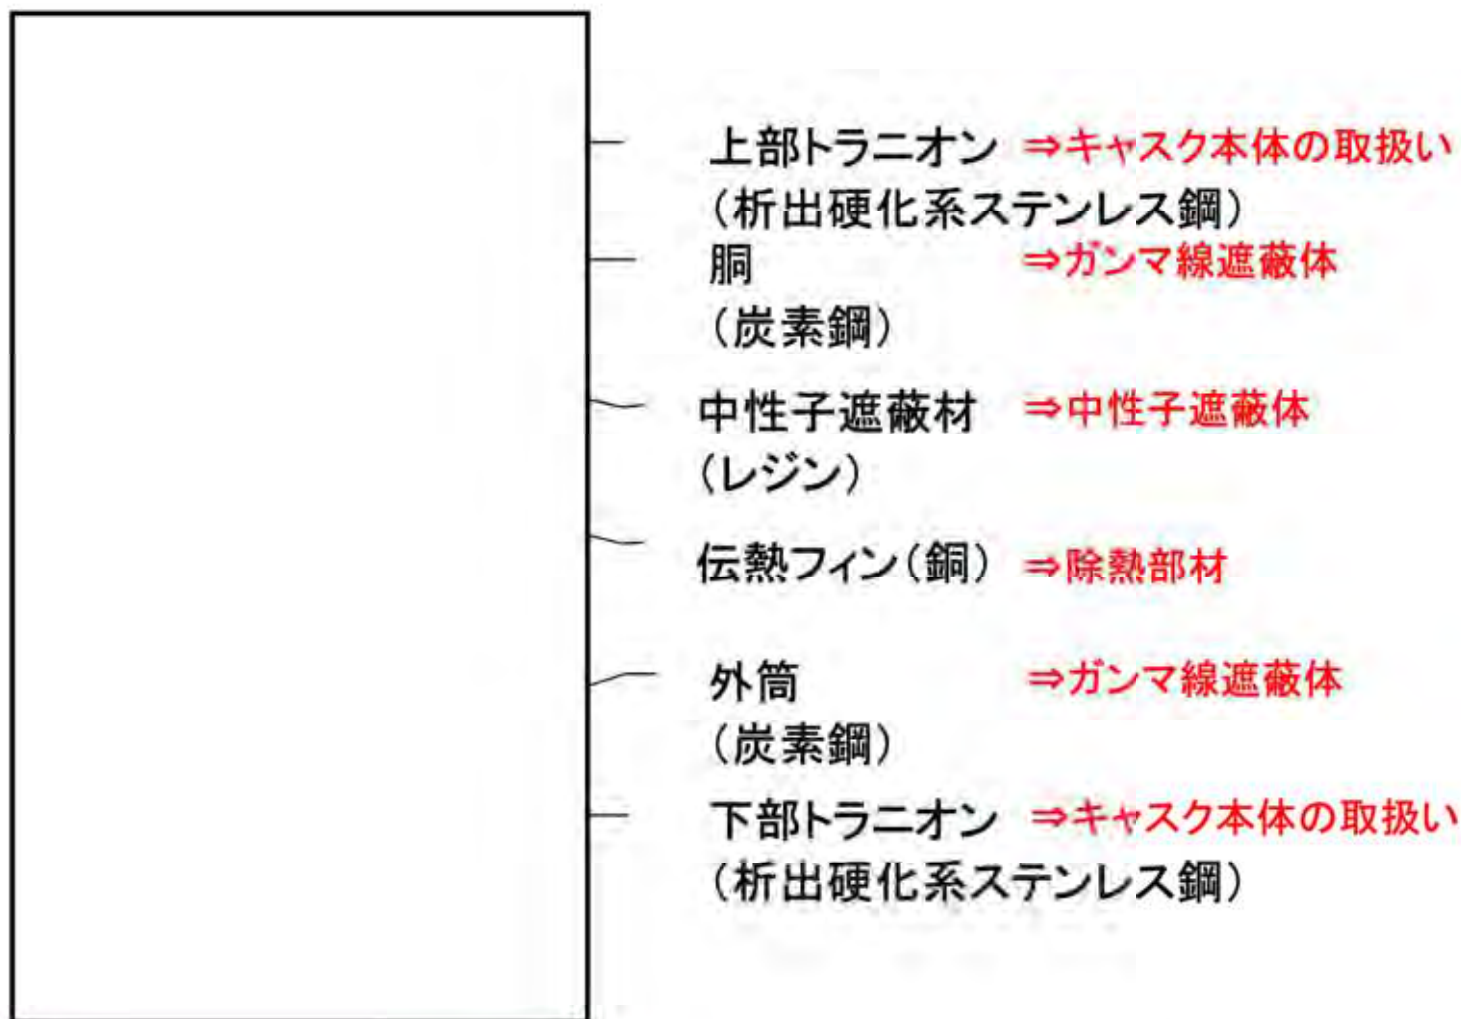 上部トラニオン ⇒キャスク本体の取扱い
(析出硬化系ステンレス鋼)
胴 ⇒ガンマ線遮蔽体
(炭素鋼)
中性子遮蔽材 ⇒中性子遮蔽体
(レジン)
伝熱フィン(銅) ⇒除熱部材
外筒 ⇒ガンマ線遮蔽体
(炭素鋼)
下部トラニオン ⇒キャスク本体の取扱い
(析出硬化系ステンレス鋼)